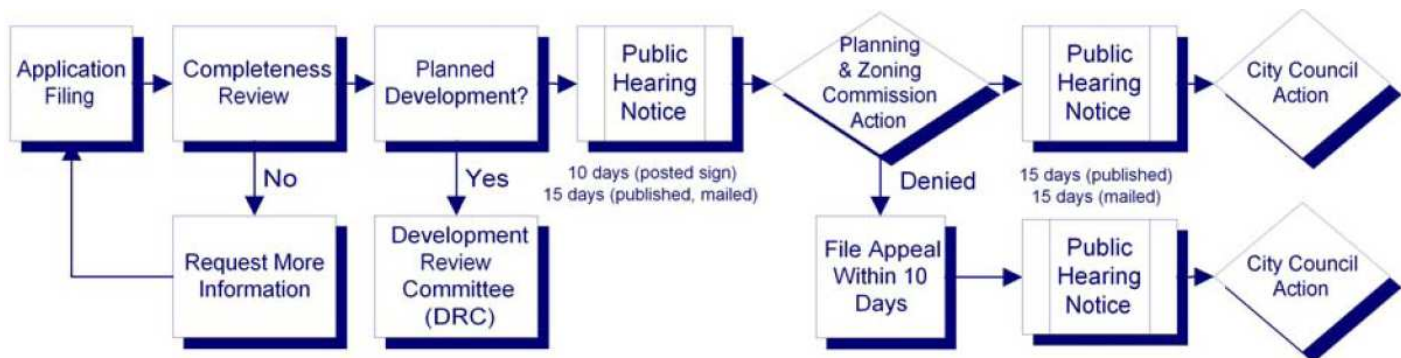 Application
Filing
Completeness
Review
Planned
Development?
Public
Hearing
Notice
Planning
& Zoning
Commission
Action
Public
Hearing
Notice
City Council
Action
10 days (posted sign)
15 days (published, mailed)
15 days (published)
15 days (mailed)
No
Yes
Denied
Request More
Information
Development
Review
Committee
(DRC)
File Appeal
Within 10
Days
Public
Hearing
Notice
City Council
Action